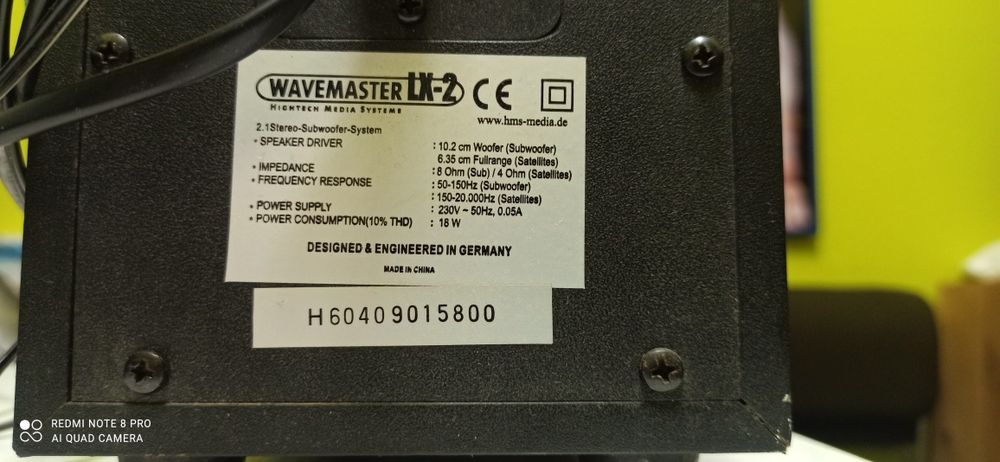 WAVEMASTER LX-2 CE
HIGHTECH MEDIA SYSTEMS
www.hms-media.de
2.1Stereo-Subwoofer-System
• SPEAKER DRIVER : 10.2 cm Woofer (Subwoofer)
6.35 cm Fullrange (Satellites)
• IMPEDANCE : 8 Ohm (Sub) / 4 Ohm (Satellites)
• FREQUENCY RESPONSE : 50-150Hz (Subwoofer)
: 150-20.000Hz (Satellites)
• POWER SUPPLY : 230V ~ 50Hz, 0.05A
• POWER CONSUMPTION(10% THD) : 18 W
DESIGNED & ENGINEERED IN GERMANY
MADE IN CHINA
H60409015800
REDMI NOTE 8 PRO
AI QUAD CAMERA